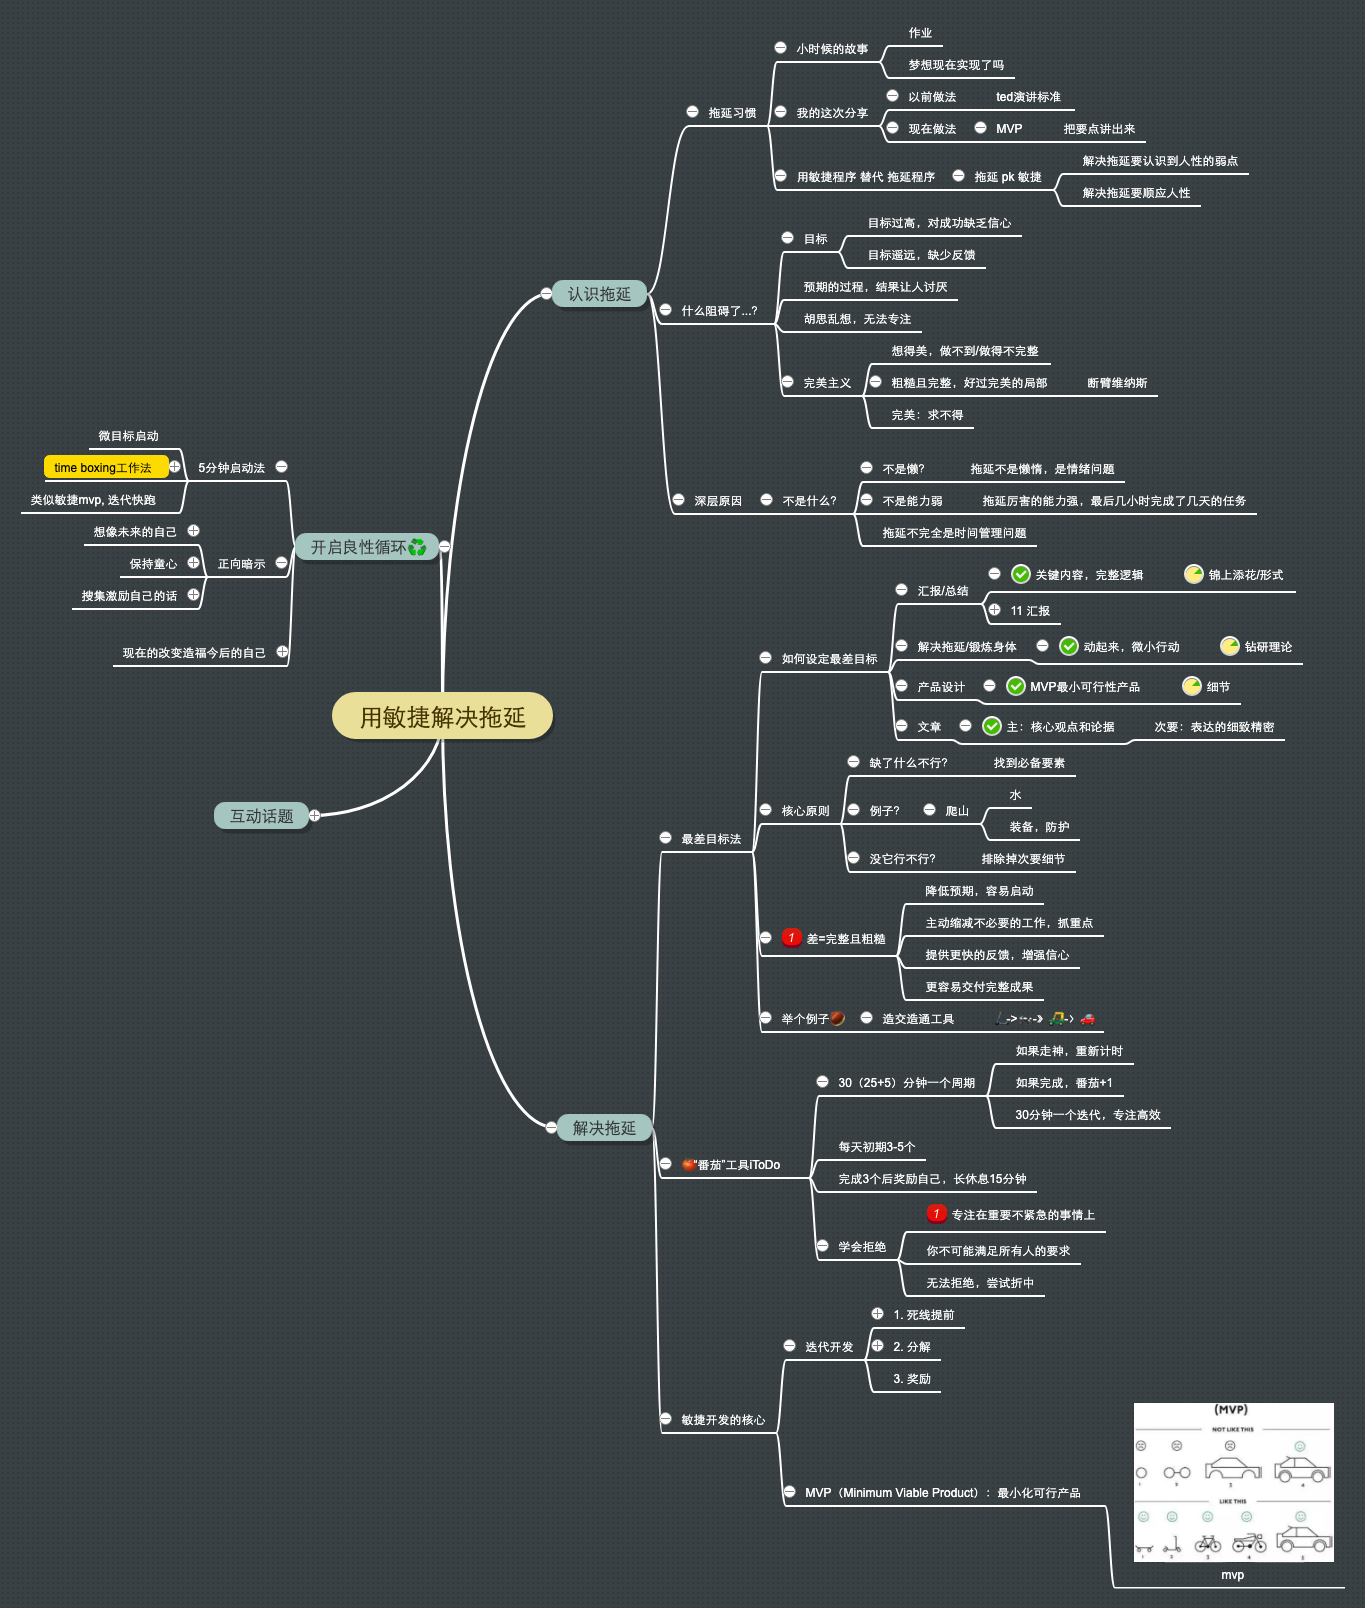 用敏捷解决拖延
认识拖延
拖延习惯
小时候的故事
作业
梦想现在实现了吗
我的这次分享
以前做法
ted演讲标准
现在做法
MVP
把要点讲出来
用敏捷程序 替代 拖延程序
拖延 pk 敏捷
解决拖延要认识到人性的弱点
解决拖延要顺应人性
什么阻碍了...?
目标
目标过高，对成功缺乏信心
目标遥远，缺少反馈
预期的过程，结果让人讨厌
胡思乱想，无法专注
完美主义
想得美，做不到/做得不完整
粗糙且完整，好过完美的局部
断臂维纳斯
完美：求不得
深层原因
不是什么?
不是懒?
拖延不是懒惰，是情绪问题
不是能力弱
拖延厉害的能力强，最后几小时完成了几天的任务
拖延不完全是时间管理问题
解决拖延
最差目标法
如何设定最差目标
汇报/总结
关键内容，完整逻辑
锦上添花/形式
11 汇报
解决拖延/锻炼身体
动起来，微小行动
钻研理论
产品设计
MVP最小可行性产品
细节
文章
主：核心观点和论据
次要：表达的细致精密
核心原则
缺了什么不行?
找到必备要素
例子?
爬山
水
装备，防护
没它行不行?
排除掉次要细节
1 差=完整且粗糙
降低预期，容易启动
主动缩减不必要的工作，抓重点
提供更快的反馈，增强信心
更容易交付完整成果
举个例子
造交造通工具
"番茄"工具iToDo
30（25+5）分钟一个周期
如果走神，重新计时
如果完成，番茄+1
30分钟一个迭代，专注高效
每天初期3-5个
完成3个后奖励自己，长休息15分钟
学会拒绝
1 专注在重要不紧急的事情上
你不可能满足所有人的要求
无法拒绝，尝试折中
敏捷开发的核心
迭代开发
1. 死线提前
2. 分解
3. 奖励
MVP（Minimum Viable Product）：最小化可行产品
(MVP)
NOT LIKE THIS
1 2 3 4
LIKE THIS
1 2 3 4 5
mvp
开启良性循环
5分钟启动法
微目标启动
time boxing工作法
类似敏捷mvp, 迭代快跑
正向暗示
想像未来的自己
保持童心
搜集激励自己的话
现在的改变造福今后的自己
互动话题